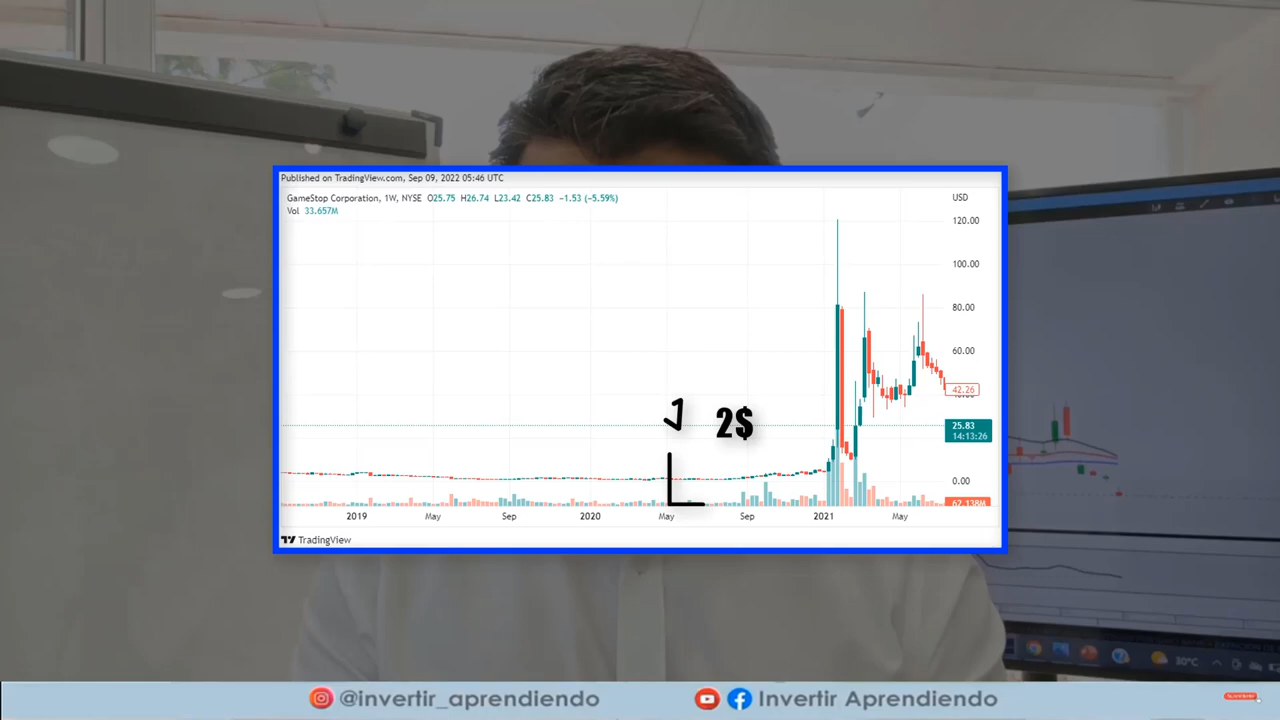 Published on TradingView.com, Sep 09, 2022 05:46 UTC
GameStop Corporation, 1W, NYSE O25.75 H26.74 L23.42 C25.83 −1.53 (−5.59%)
Vol 33.657M
USD
120.00
100.00
80.00
60.00
42.26
2$
25.83
14:13:26
0.00
62.138M
2019 May Sep 2020 May Sep 2021 May
TradingView
30°C
@invertir_aprendiendo Invertir Aprendiendo